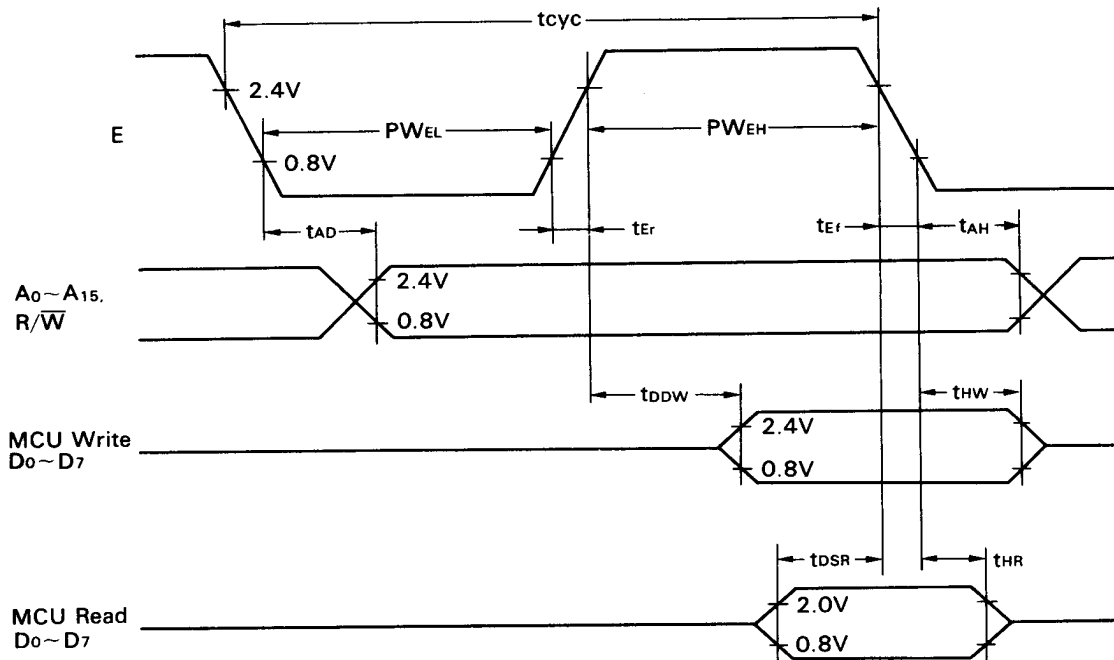 tcyc
2.4V
E
PWEL
PWEH
0.8V
tAD
tEr
tEf
tAH
A0~A15,
R/W̅
2.4V
0.8V
tDDW
tHW
MCU Write
D0~D7
2.4V
0.8V
tDSR
tHR
MCU Read
D0~D7
2.0V
0.8V